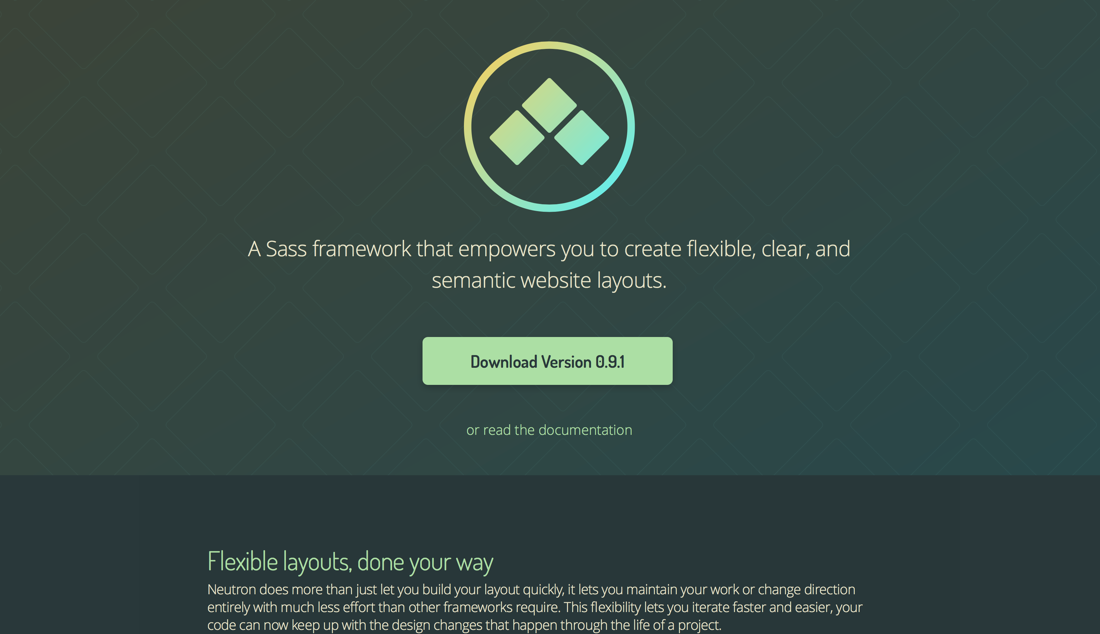 A Sass framework that empowers you to create flexible, clear, and
semantic website layouts.
Download Version 0.9.1
or read the documentation
Flexible layouts, done your way
Neutron does more than just let you build your layout quickly, it lets you maintain your work or change direction
entirely with much less effort than other frameworks require. This flexibility lets you iterate faster and easier, your
code can now keep up with the design changes that happen through the life of a project.